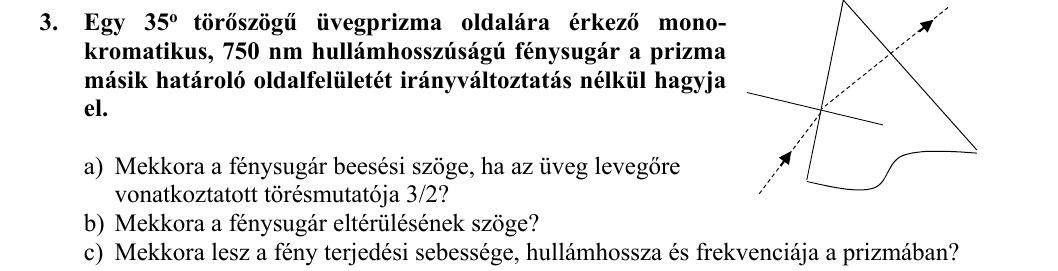 3. Egy 35º törőszögű üvegprizma oldalára érkező mono-
kromatikus, 750 nm hullámhosszúságú fénysugár a prizma
másik határoló oldalfelületét irányváltoztatás nélkül hagyja
el.
a) Mekkora a fénysugár beesési szöge, ha az üveg levegőre
vonatkoztatott törésmutatója 3/2?
b) Mekkora a fénysugár eltérülésének szöge?
c) Mekkora lesz a fény terjedési sebessége, hullámhossza és frekvenciája a prizmában?